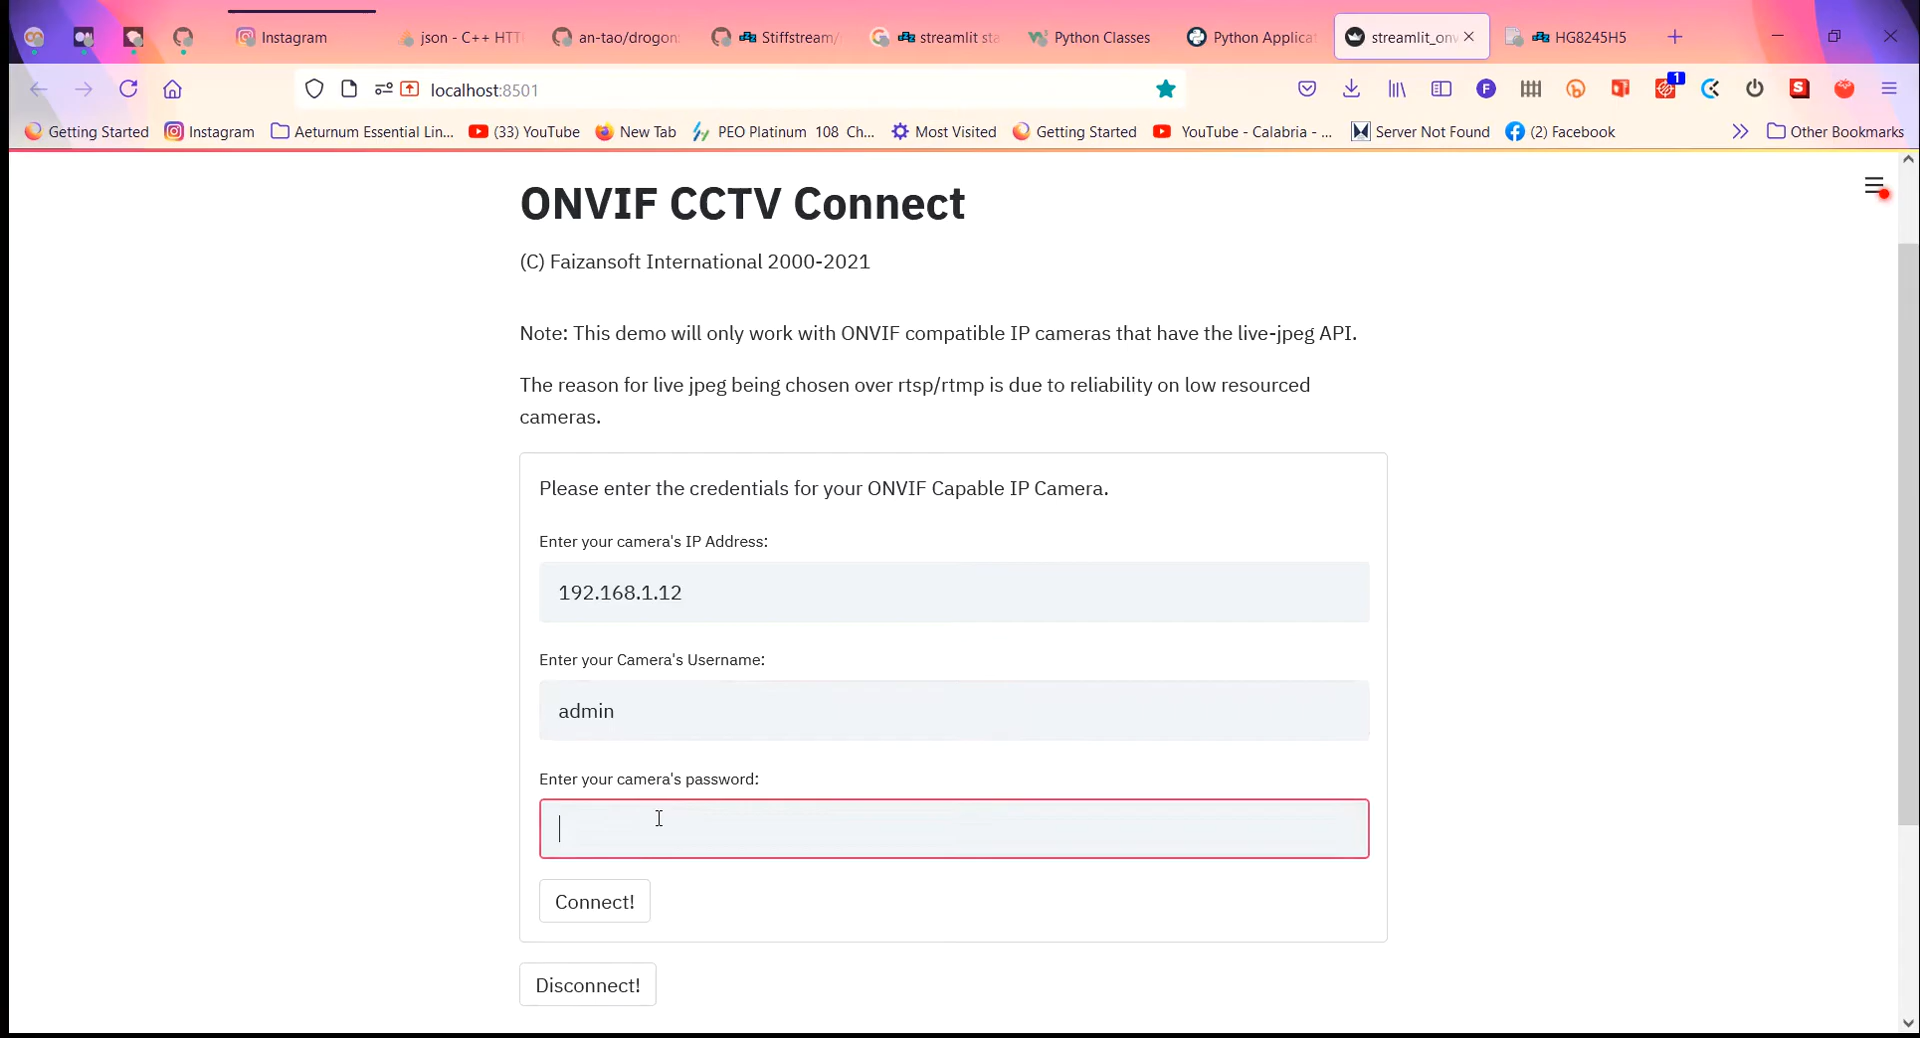 Instagram
json - C++ HTT
an-tao/drogon:
Stiffstream/
streamlit sta
Python Classes
Python Applica
streamlit_onv
HG8245H5
localhost:8501
F
1
S
Getting Started
Instagram
Aeturnum Essential Lin...
(33) YouTube
New Tab
PEO Platinum 108 Ch...
Most Visited
Getting Started
YouTube - Calabria - ...
Server Not Found
(2) Facebook
Other Bookmarks
ONVIF CCTV Connect
(C) Faizansoft International 2000-2021
Note: This demo will only work with ONVIF compatible IP cameras that have the live-jpeg API.
The reason for live jpeg being chosen over rtsp/rtmp is due to reliability on low resourced
cameras.
Please enter the credentials for your ONVIF Capable IP Camera.
Enter your camera's IP Address:
192.168.1.12
Enter your Camera's Username:
admin
Enter your camera's password:
Connect!
Disconnect!